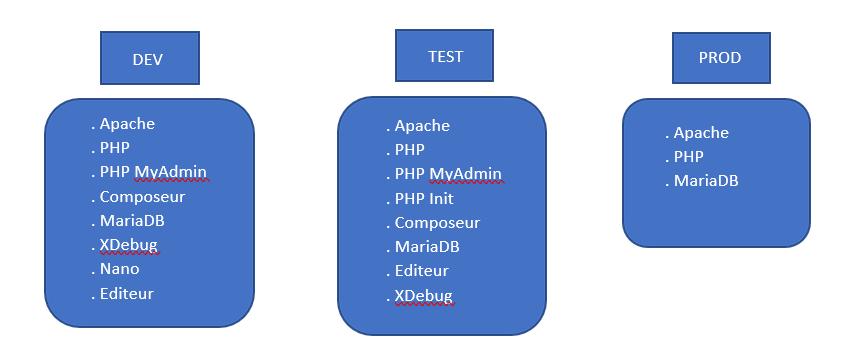 DEV
. Apache
. PHP
. PHP MyAdmin
. Composeur
. MariaDB
. XDebug
. Nano
. Editeur
TEST
. Apache
. PHP
. PHP MyAdmin
. PHP Init
. Composeur
. MariaDB
. Editeur
. XDebug
PROD
. Apache
. PHP
. MariaDB